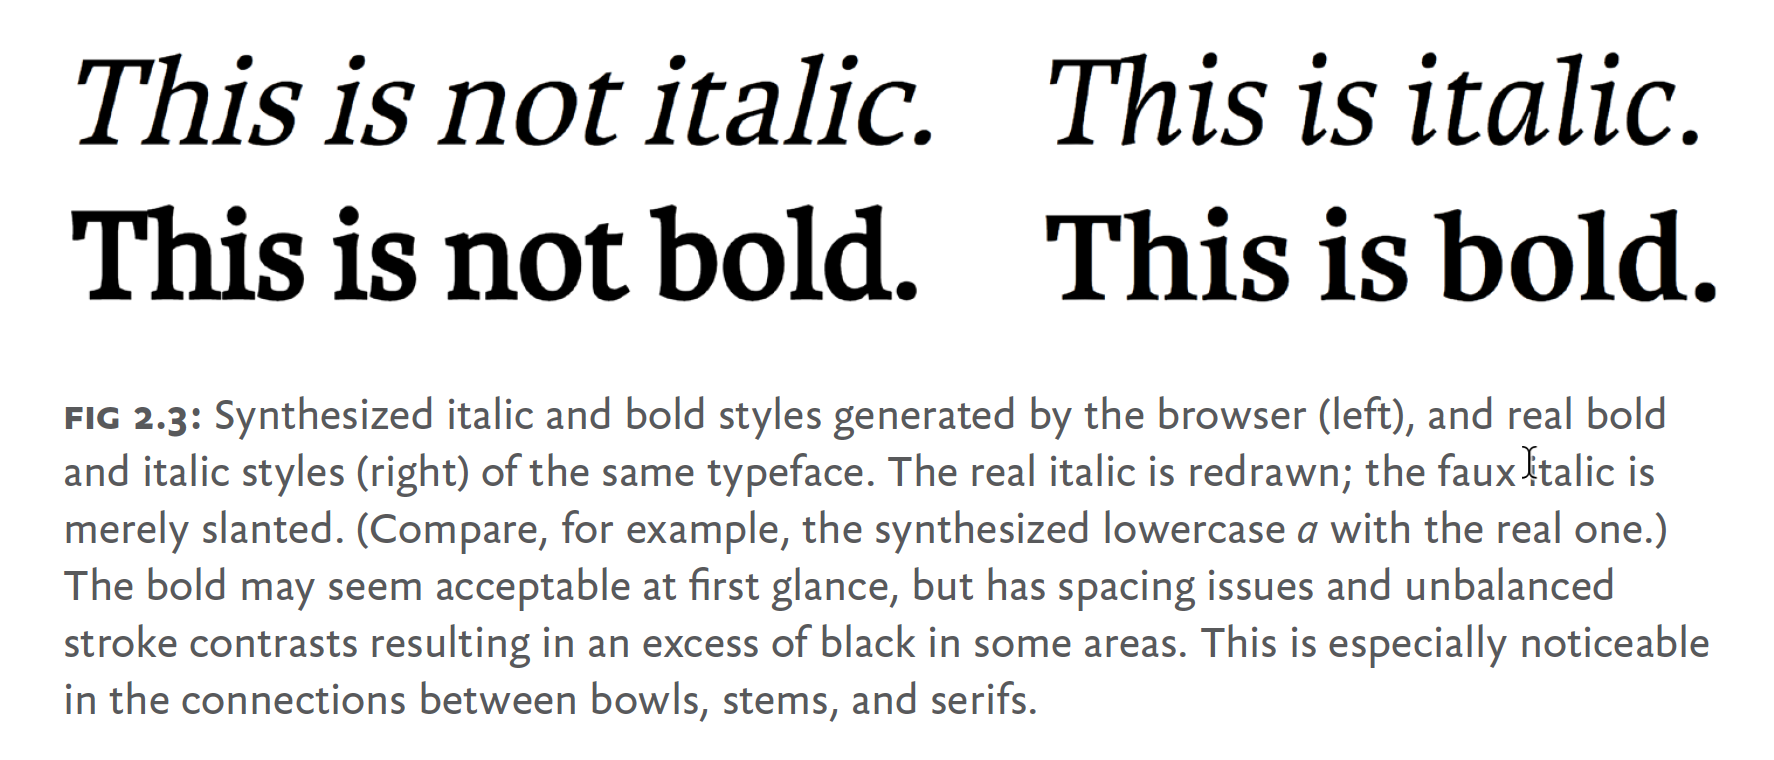 This is not italic. This is italic.
This is not bold. This is bold.
FIG 2.3: Synthesized italic and bold styles generated by the browser (left), and real bold
and italic styles (right) of the same typeface. The real italic is redrawn; the faux italic is
merely slanted. (Compare, for example, the synthesized lowercase a with the real one.)
The bold may seem acceptable at first glance, but has spacing issues and unbalanced
stroke contrasts resulting in an excess of black in some areas. This is especially noticeable
in the connections between bowls, stems, and serifs.